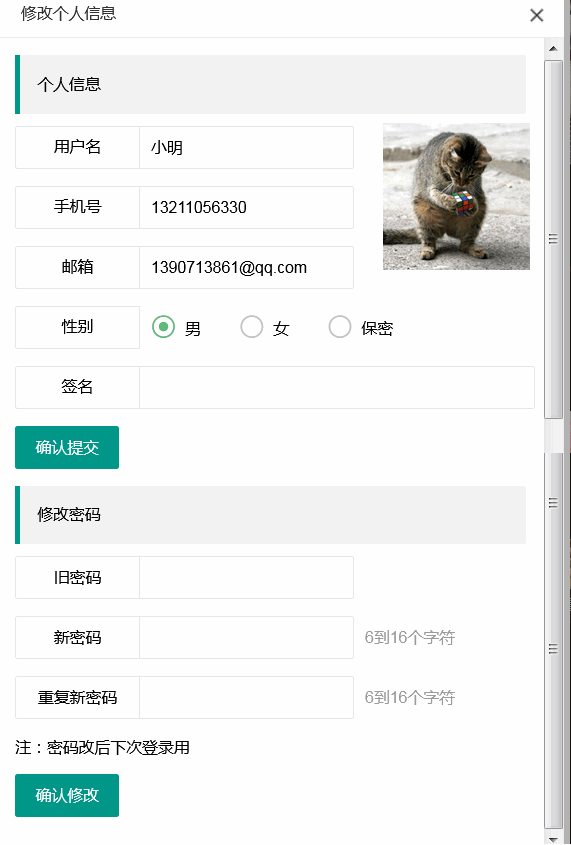 修改个人信息
个人信息
用户名 小明
手机号 13211056330
邮箱 1390713861@qq.com
性别 男 女 保密
签名
确认提交
修改密码
旧密码
新密码 6到16个字符
重复新密码 6到16个字符
注：密码改后下次登录用
确认修改